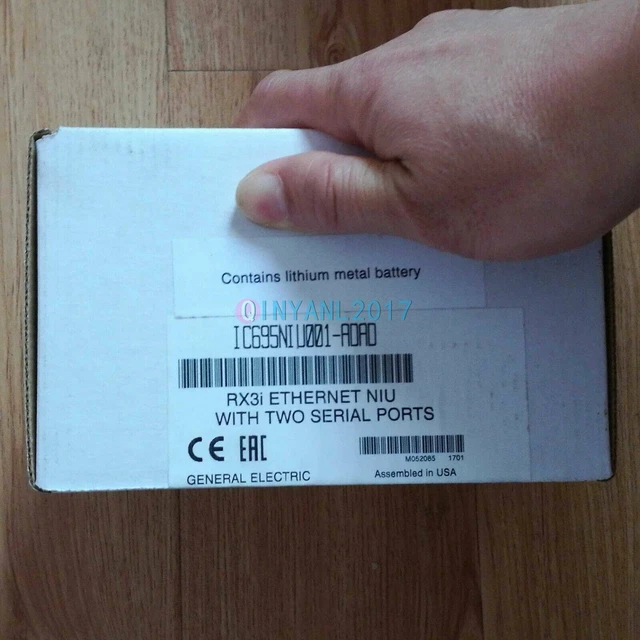 Contains lithium metal battery
QINYANI.2017
IC695NIU001-ADAD
RX3i ETHERNET NIU
WITH TWO SERIAL PORTS
CE EAC
M052085 1701
GENERAL ELECTRIC
Assembled in USA